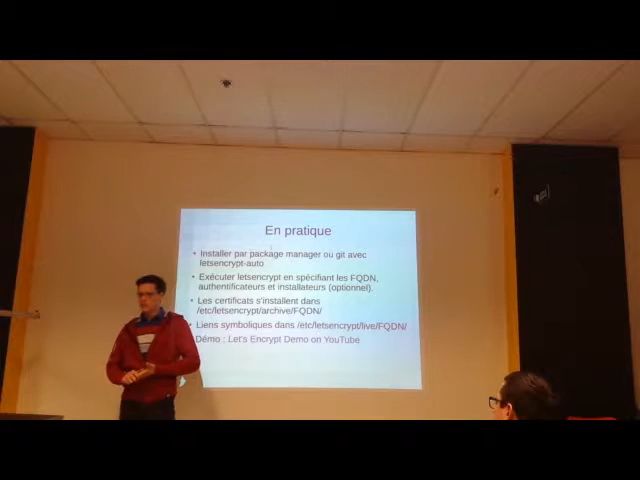 En pratique
• Installer par package manager ou git avec
letsencrypt-auto
• Exécuter letsencrypt en spécifiant les FQDN,
authentificateurs et installateurs (optionnel).
• Les certificats s'installent dans
/etc/letsencrypt/archive/FQDN/
• Liens symboliques dans /etc/letsencrypt/live/FQDN/
Démo : Let's Encrypt Demo on YouTube